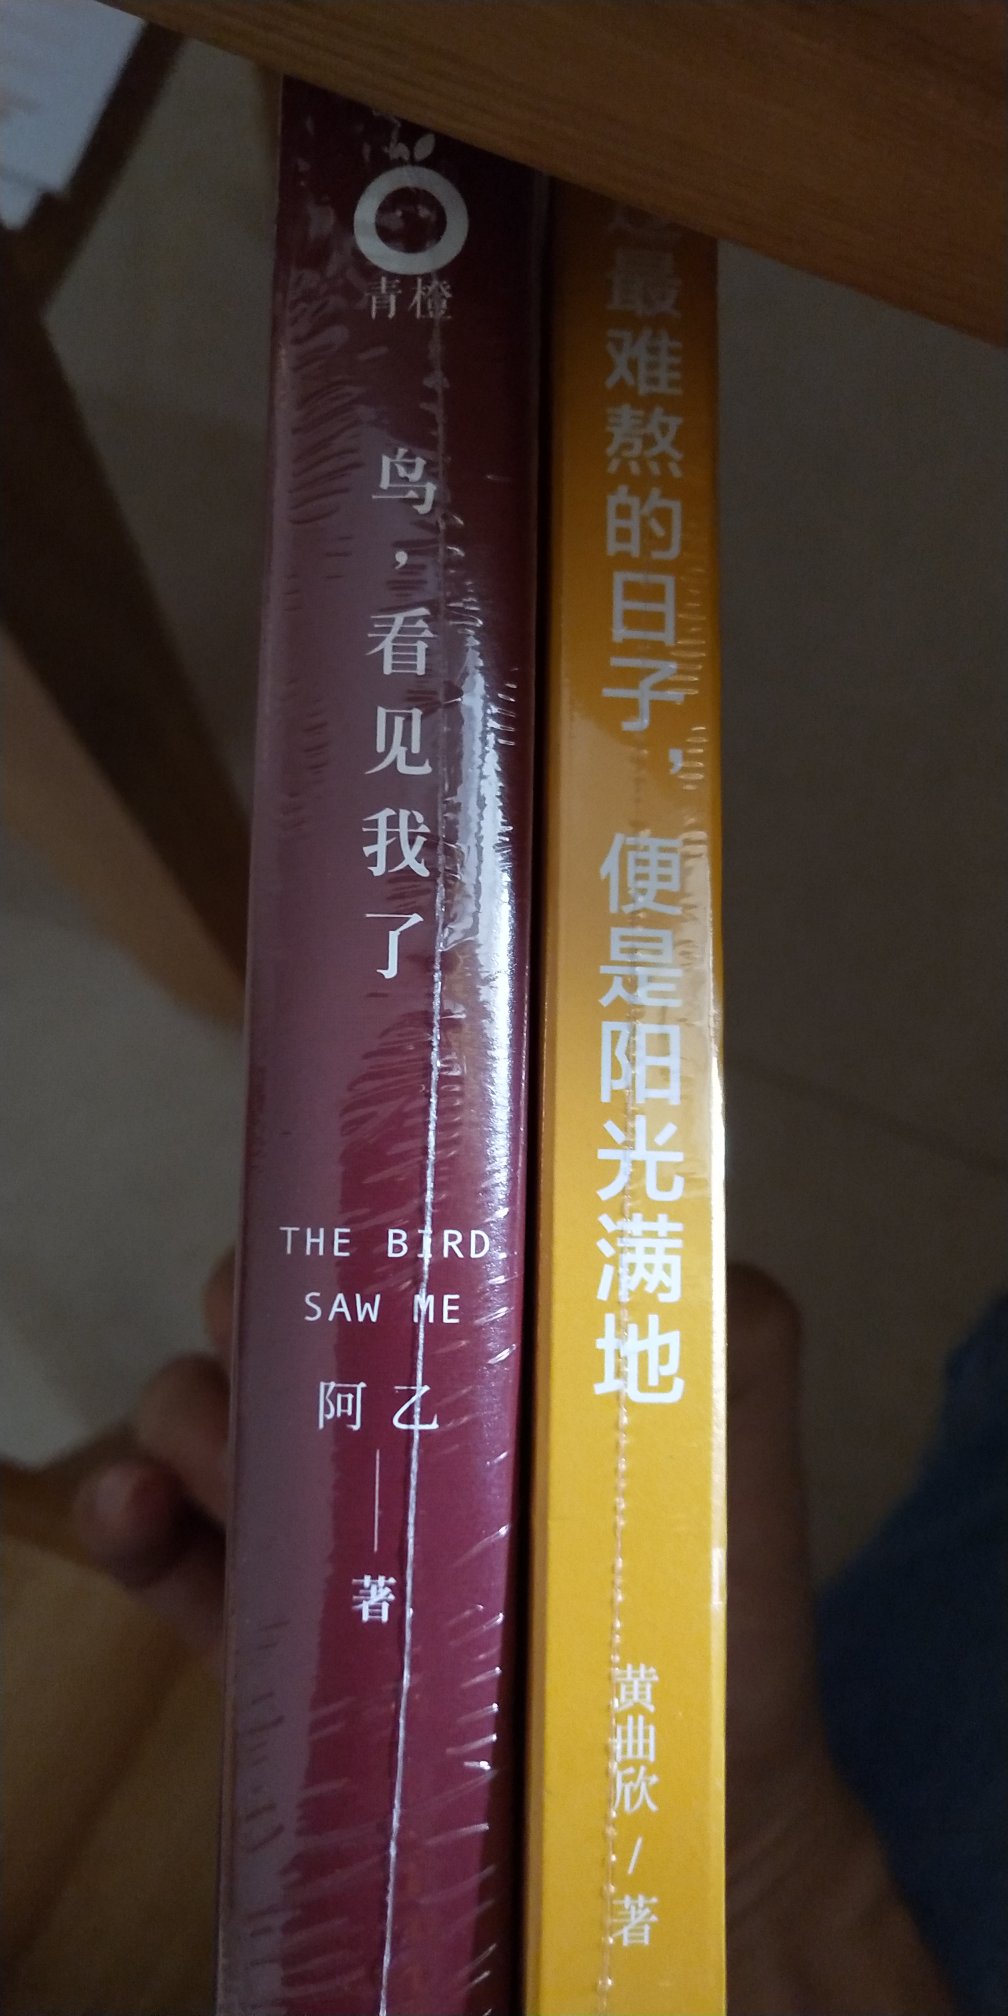 青橙
鸟，看见我了
THE BIRD
SAW ME
阿乙
著
最难熬的日子，便是阳光满地
黄曲欣/著